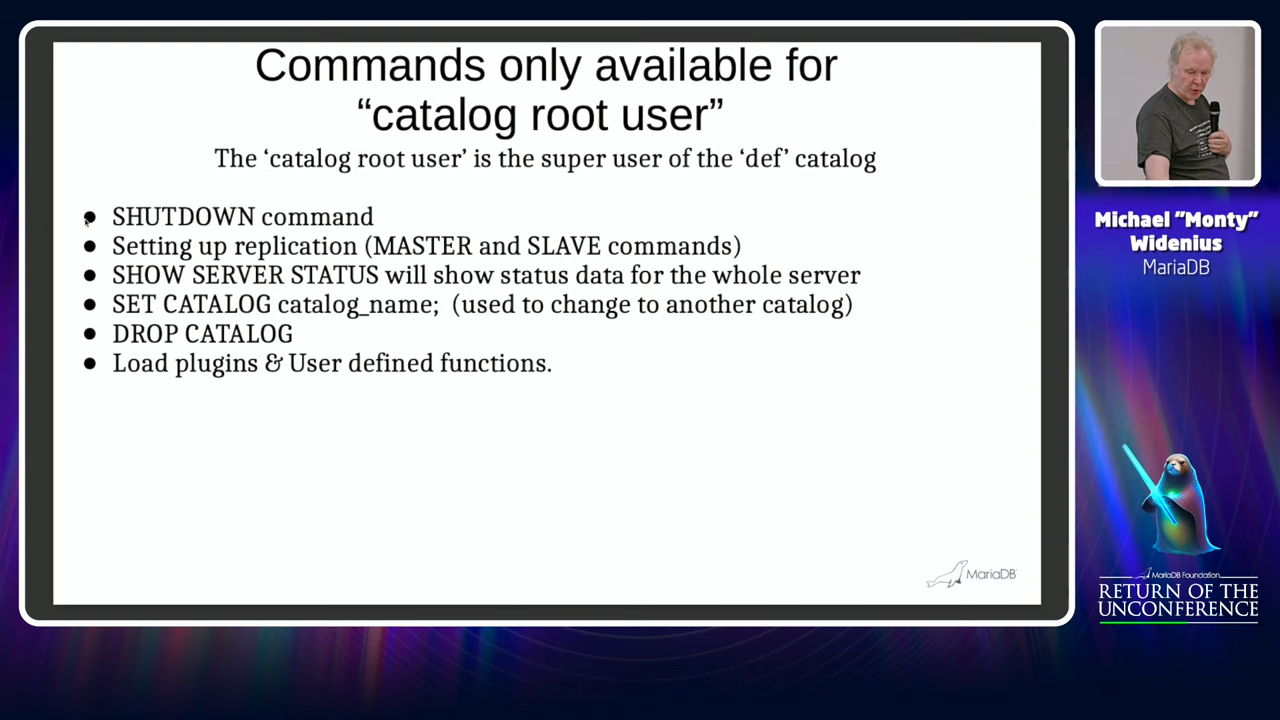 Commands only available for
“catalog root user”
The ‘catalog root user’ is the super user of the ‘def’ catalog
● SHUTDOWN command
● Setting up replication (MASTER and SLAVE commands)
● SHOW SERVER STATUS will show status data for the whole server
● SET CATALOG catalog_name;  (used to change to another catalog)
● DROP CATALOG
● Load plugins & User defined functions.
MariaDB
Michael “Monty”
Widenius
MariaDB
MariaDB Foundation
RETURN OF THE
UNCONFERENCE